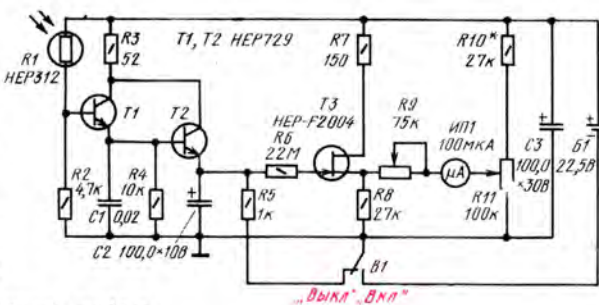 R1
HEP312
R3
52
T1, T2 HEP729
R7
150
R10*
27к
T1
T2
T3
HEP-F2004
R9
75к
ИП1
100мкА
C3
100,0
×30В
Б1
22,5В
R6
22М
μA
R2
4,7к
R4
10к
C1
0,02
R5
1к
R8
27к
R11
100к
C2 100,0×10В
В1
„Выкл" „Вкл"